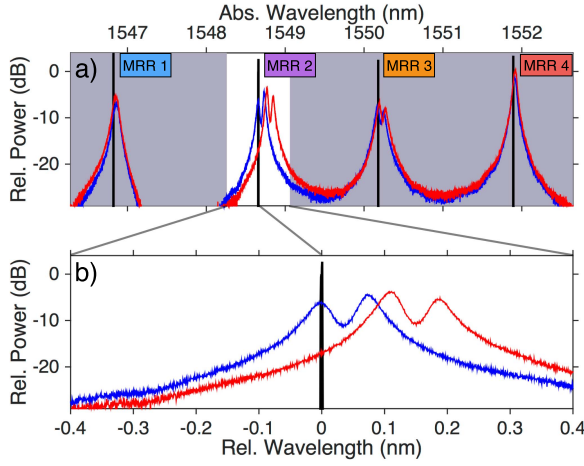 Abs. Wavelength (nm)
1547 1548 1549 1550 1551 1552
a) MRR 1 MRR 2 MRR 3 MRR 4
Rel. Power (dB)
0
-10
-20
b)
Rel. Power (dB)
0
-10
-20
-0.4 -0.3 -0.2 -0.1 0 0.1 0.2 0.3 0.4
Rel. Wavelength (nm)